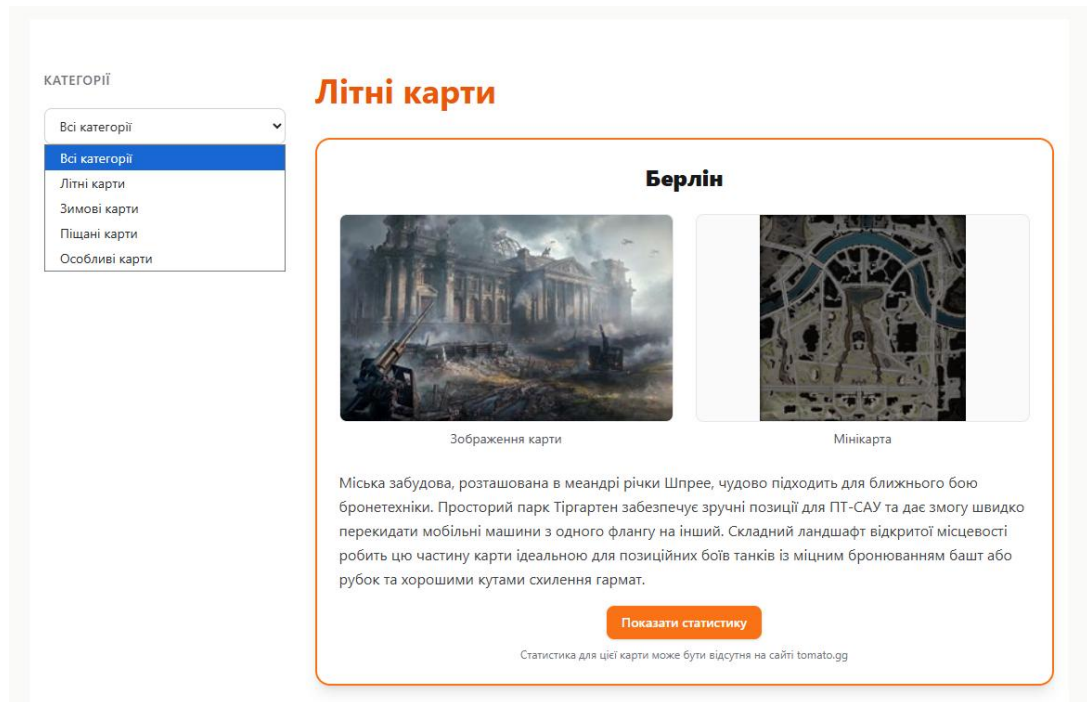 КАТЕГОРІЇ
Всі категорії
Всі категорії
Літні карти
Зимові карти
Піщані карти
Особливі карти
Літні карти
Берлін
Зображення карти
Мінікарта
Міська забудова, розташована в меандрі річки Шпрее, чудово підходить для ближнього бою
бронетехніки. Просторий парк Тіргартен забезпечує зручні позиції для ПТ-САУ та дає змогу швидко
перекидати мобільні машини з одного флангу на інший. Складний ландшафт відкритої місцевості
робить цю частину карти ідеальною для позиційних боїв танків із міцним бронюванням башт або
рубок та хорошими кутами схилення гармат.
Показати статистику
Статистика для цієї карти може бути відсутня на сайті tomato.gg